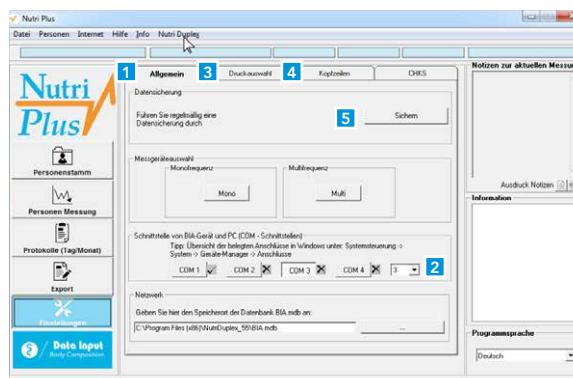 Nutri Plus
Datei Personen Internet Hilfe Info Nutri Duplex
1 Allgemein 3 Druckauswahl 4 Kopfzeilen CHKS
Notizen zur aktuellen Messu
Nutri
Plus
Datensicherung
Führen Sie regelmäßig eine
Datensicherung durch
5 Sichern
Personenstamm
Messgeräteauswahl
Monofrequenz Multifrequenz
Mono Multi
Ausdruck Notizen
Information
Personen Messung
Protokolle (Tag/Monat)
Schnittstelle von BIA-Gerät und PC (COM - Schnittstellen)
Tipp: Übersicht der belegten Anschlüsse in Windows unter: Systemsteuerung ->
System -> Geräte-Manager -> Anschlüsse
COM 1 COM 2 COM 3 COM 4 3 2
Export
Netzwerk
Geben Sie hier den Speicherort der Datenbank BIA.mdb an:
C:\Program Files (x86)\NutriDuplex_55\BIA.mdb ...
Einstellungen
Programmsprache
Deutsch
Data Input
Body Composition